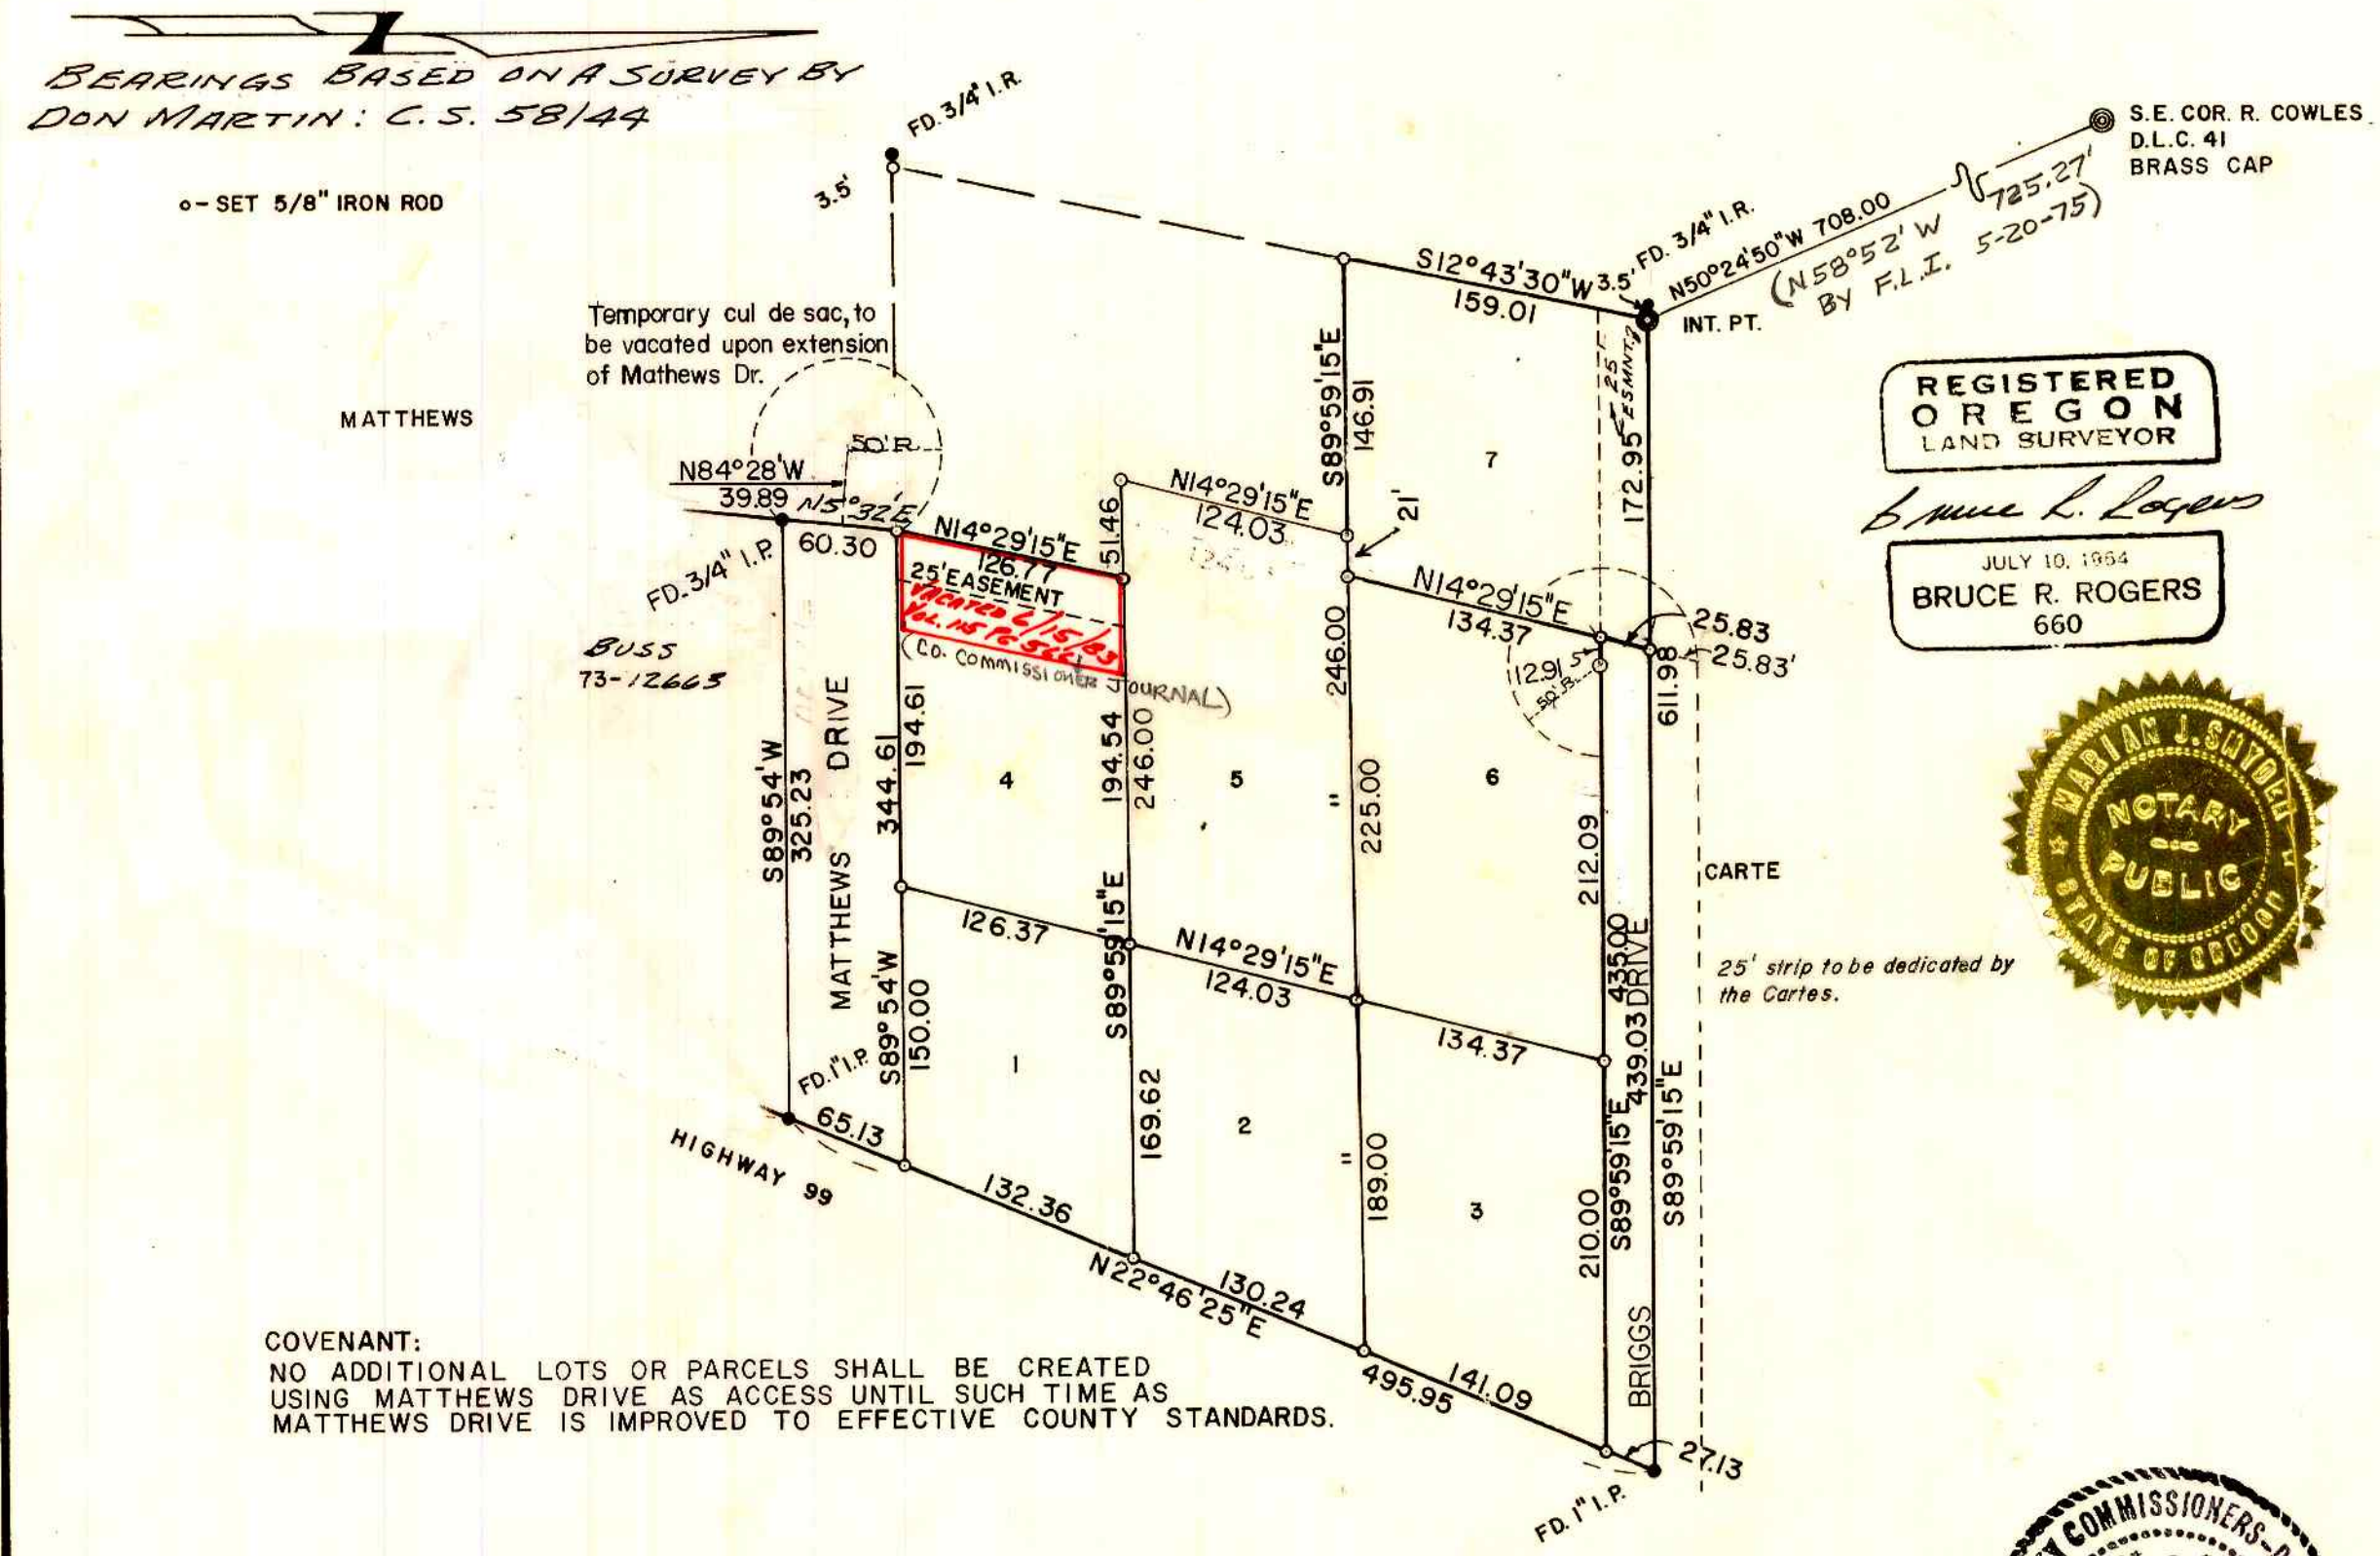 BEARINGS BASED ON A SURVEY BY
DON MARTIN: C.S. 58/44
o- SET 5/8" IRON ROD
FD. 3/4" I.R.
3.5'
S.E. COR. R. COWLES
D.L.C. 41
BRASS CAP
N50°24'50"W 708.00
725.27'
(N58°52' W
BY F.L.I. 5-20-75)
FD. 3/4" I.R.
3.5'
INT. PT.
S12°43'30"W
159.01
Temporary cul de sac, to
be vacated upon extension
of Mathews Dr.
MATTHEWS
50' R.
N84°28'W
39.89
N5°32'E
60.30
FD. 3/4" I.P.
N14°29'15"E
126.77
25' EASEMENT
VACATED 6/15/83
(CO. COMMISSIONER JOURNAL)
51.46
N14°29'15"E
124.03
S89°59'15"E
146.91
21'
7
25'
ESMNT.
172.95
REGISTERED
OREGON
LAND SURVEYOR
Bruce R. Rogers
JULY 10, 1964
BRUCE R. ROGERS
660
N14°29'15"E
134.37
25.83
25.83'
12.91
5
50' R.
611.98
BUSS
73-12663
S89°54'W
325.23
MATTHEWS DRIVE
344.61
194.61
4
194.54
246.00
5
246.00
"
225.00
6
212.09
435.00
CARTE
25' strip to be dedicated by
the Cartes.
MARIAN J. SNYDER
NOTARY
PUBLIC
STATE OF OREGON
126.37
S89°59'15"E
N14°29'15"E
124.03
134.37
439.03
BRIGGS DRIVE
S89°54'W
150.00
1
169.62
2
"
189.00
3
210.00
S89°59'15"E
S89°59'15"E
FD. 1" I.P.
65.13
HIGHWAY 99
132.36
N22°46'25"E
130.24
495.95
141.09
27.13
FD. 1" I.P.
COVENANT:
NO ADDITIONAL LOTS OR PARCELS SHALL BE CREATED
USING MATTHEWS DRIVE AS ACCESS UNTIL SUCH TIME AS
MATTHEWS DRIVE IS IMPROVED TO EFFECTIVE COUNTY STANDARDS.
COMMISSIONERS